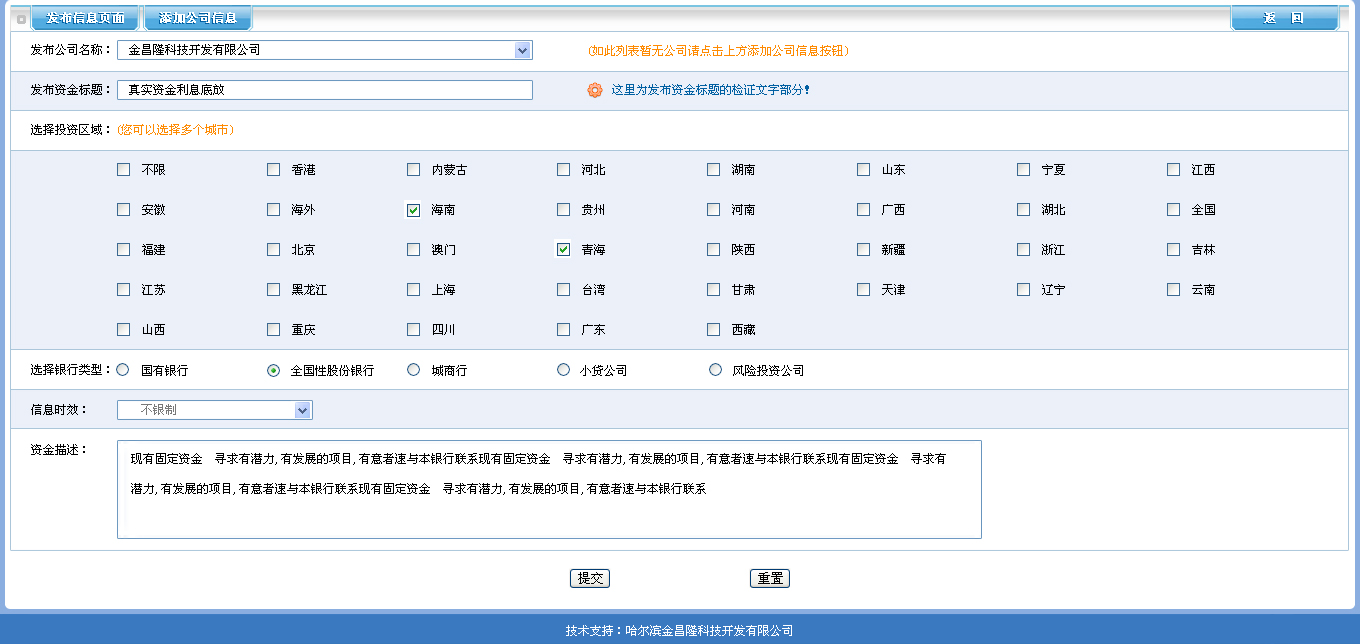 发布信息页面 添加公司信息 返 回
发布公司名称： 金昌隆科技开发有限公司 (如此列表暂无公司请点击上方添加公司信息按钮)
发布资金标题： 真实资金利息底放 这里为发布资金标题的检证文字部分!
选择投资区域：(您可以选择多个城市)
不限 香港 内蒙古 河北 湖南 山东 宁夏 江西
安徽 海外 海南 贵州 河南 广西 湖北 全国
福建 北京 澳门 青海 陕西 新疆 浙江 吉林
江苏 黑龙江 上海 台湾 甘肃 天津 辽宁 云南
山西 重庆 四川 广东 西藏
选择银行类型： 国有银行 全国性股份银行 城商行 小贷公司 风险投资公司
信息时效： 不银制
资金描述： 现有固定资金 寻求有潜力,有发展的项目,有意者速与本银行联系现有固定资金 寻求有潜力,有发展的项目,有意者速与本银行联系现有固定资金 寻求有
潜力,有发展的项目,有意者速与本银行联系现有固定资金 寻求有潜力,有发展的项目,有意者速与本银行联系
提交 重置
技术支持：哈尔滨金昌隆科技开发有限公司